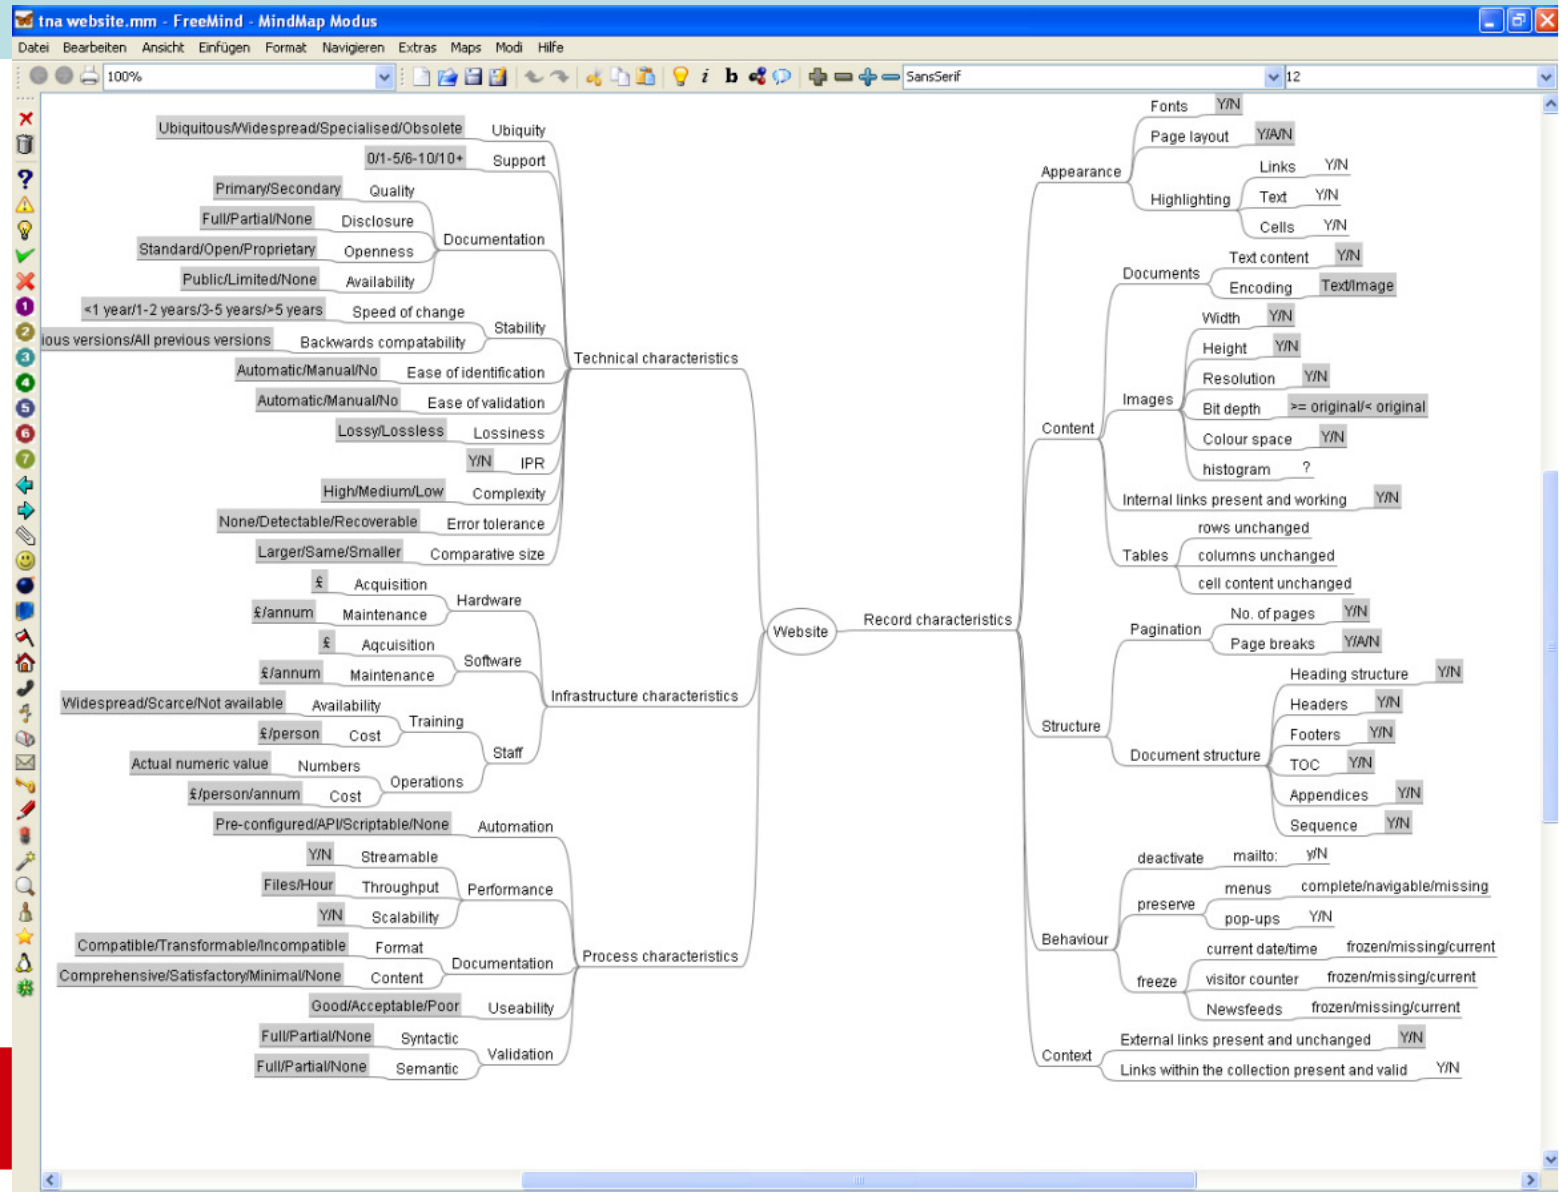 tna website.mm - FreeMind - MindMap Modus
Datei Bearbeiten Ansicht Einfügen Format Navigieren Extras Maps Modi Hilfe
100% i b SansSerif 12
Ubiquitous/Widespread/Specialised/Obsolete Ubiquity
0/1-5/6-10/10+ Support
Primary/Secondary Quality
Full/Partial/None Disclosure
Documentation
Standard/Open/Proprietary Openness
Public/Limited/None Availability
<1 year/1-2 years/3-5 years/>5 years Speed of change
Stability
ious versions/All previous versions Backwards compatability
Technical characteristics
Automatic/Manual/No Ease of identification
Automatic/Manual/No Ease of validation
Lossy/Lossless Lossiness
Y/N IPR
High/Medium/Low Complexity
None/Detectable/Recoverable Error tolerance
Larger/Same/Smaller Comparative size
£ Acquisition
Hardware
£/annum Maintenance
£ Aqcuisition
Software
£/annum Maintenance
Infrastructure characteristics
Widespread/Scarce/Not available Availability
Training
£/person Cost
Staff
Actual numeric value Numbers
Operations
£/person/annum Cost
Pre-configured/API/Scriptable/None Automation
Y/N Streamable
Files/Hour Throughput
Performance
Y/N Scalability
Compatible/Transformable/Incompatible Format
Documentation
Process characteristics
Comprehensive/Satisfactory/Minimal/None Content
Good/Acceptable/Poor Useability
Full/Partial/None Syntactic
Validation
Full/Partial/None Semantic
Website
Record characteristics
Fonts Y/N
Page layout Y/A/N
Appearance
Links Y/N
Highlighting
Text Y/N
Cells Y/N
Text content Y/N
Documents
Encoding Text/Image
Width Y/N
Height Y/N
Resolution Y/N
Images
Bit depth >= original/< original
Content
Colour space Y/N
histogram ?
Internal links present and working Y/N
rows unchanged
Tables
columns unchanged
cell content unchanged
No. of pages Y/N
Pagination
Page breaks Y/A/N
Heading structure Y/N
Headers Y/N
Structure
Footers Y/N
Document structure
TOC Y/N
Appendices Y/N
Sequence Y/N
deactivate mailto: y/N
menus complete/navigable/missing
preserve
pop-ups Y/N
Behaviour
current date/time frozen/missing/current
freeze
visitor counter frozen/missing/current
Newsfeeds frozen/missing/current
External links present and unchanged Y/N
Context
Links within the collection present and valid Y/N
?
1
2
3
4
5
6
7